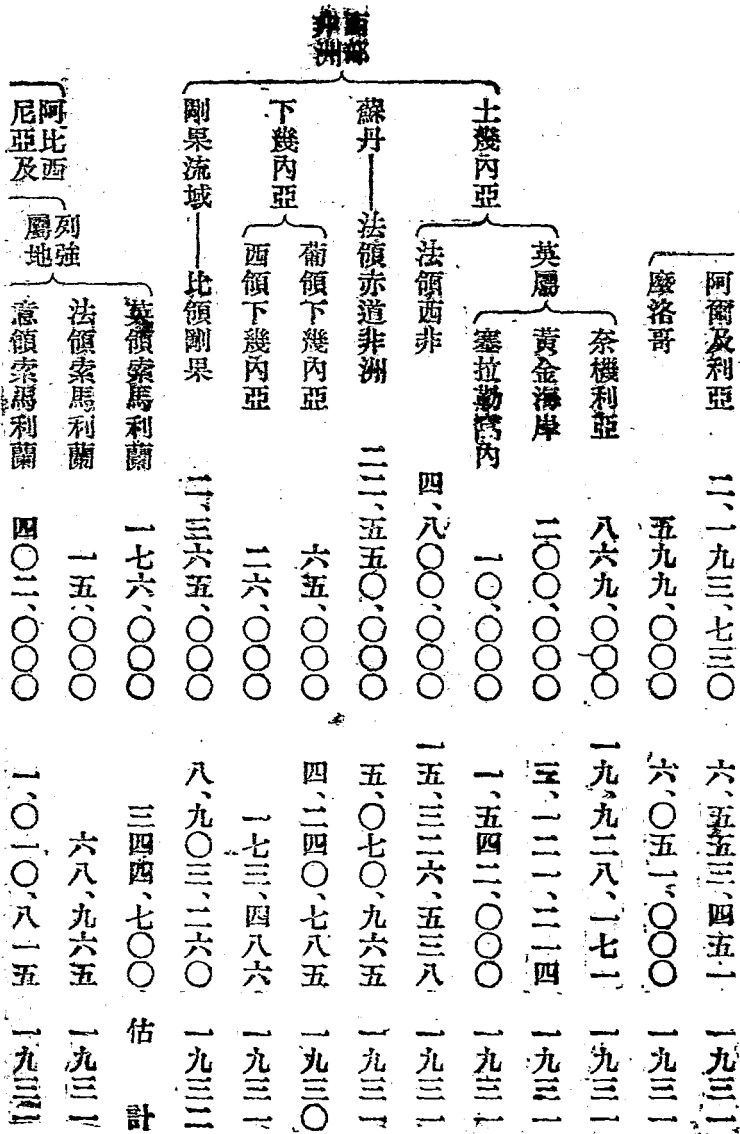 阿爾及利亞 二、一九三、七三〇 六、五五三、四五一 一九三一
摩洛哥 五九九、〇〇〇 六、〇五一、〇〇〇 一九三一
西部非洲
土幾內亞
英屬
奈機利亞 八六九、〇〇〇 一九、九二八、一七一 一九三一
黃金海岸 二〇〇、〇〇〇 三、一二一、二一四 一九三一
塞拉勒窩內 一〇、〇〇〇 一、五四二、〇〇〇 一九三一
法領西非 四、八〇〇、〇〇〇 一五、三二六、五三八 一九三一
蘇丹——法領赤道非洲 二二、五五〇、〇〇〇 五、〇七〇、九六五 一九三一
下幾內亞
葡領下幾內亞 六五、〇〇〇 四、二四〇、七八五 一九三〇
西領下幾內亞 二六、〇〇〇 一七三、四八六 一九三一
剛果流域——比領剛果 二、三六五、〇〇〇 八、九〇三、二六〇 一九三二
阿比西尼亞及
列強屬地
英領索馬利蘭 一七六、〇〇〇 三四四、七〇〇 估計
法領索馬利蘭 一五、〇〇〇 六八、九六五 一九三一
意領索馬利蘭 四〇二、〇〇〇 一、〇一〇、八一五 一九三二